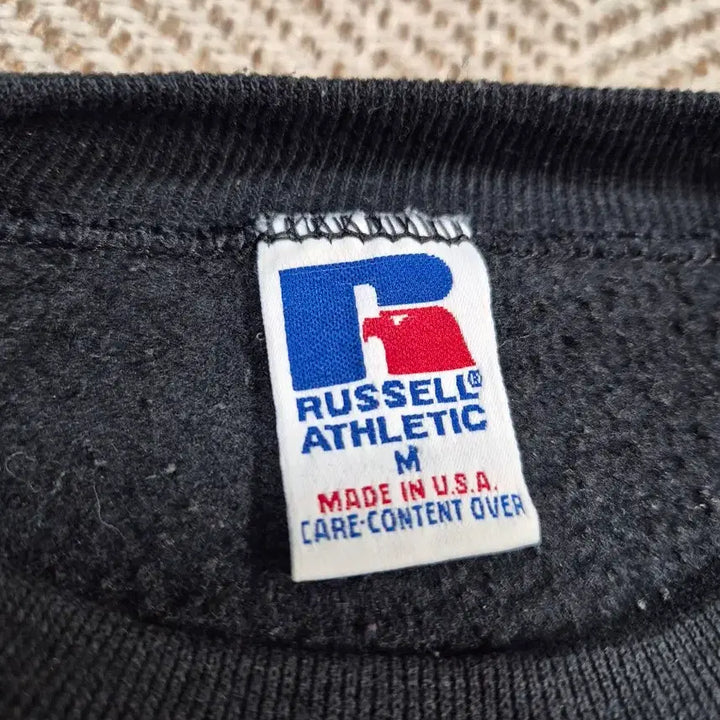 RUSSELL®
ATHLETIC
M
MADE IN U.S.A.
CARE-CONTENT OVER